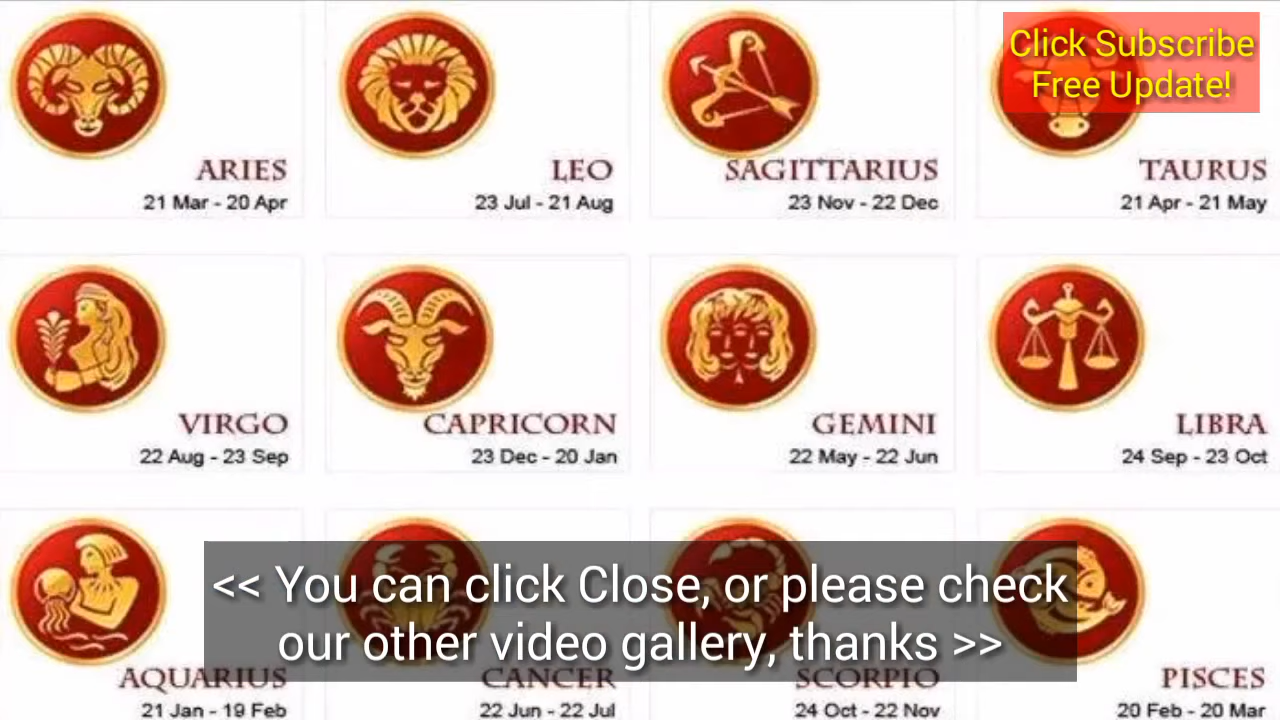 Click Subscribe
Free Update!
ARIES
21 Mar - 20 Apr
LEO
23 Jul - 21 Aug
SAGITTARIUS
23 Nov - 22 Dec
TAURUS
21 Apr - 21 May
VIRGO
22 Aug - 23 Sep
CAPRICORN
23 Dec - 20 Jan
GEMINI
22 May - 22 Jun
LIBRA
24 Sep - 23 Oct
<< You can click Close, or please check
our other video gallery, thanks >>
AQUARIUS
21 Jan - 19 Feb
CANCER
22 Jun - 22 Jul
SCORPIO
24 Oct - 22 Nov
PISCES
20 Feb - 20 Mar